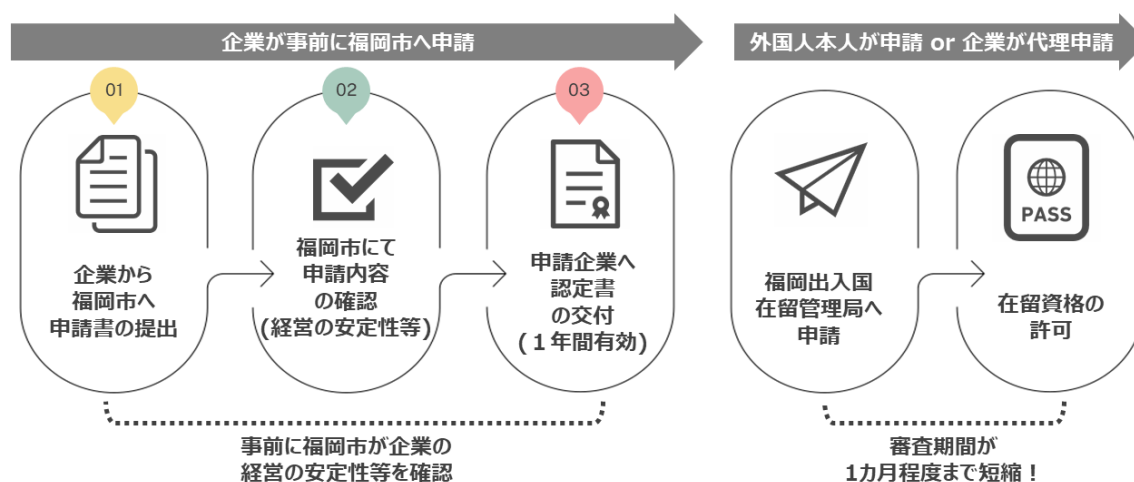 企業が事前に福岡市へ申請
外国人本人が申請 or 企業が代理申請
01
企業から
福岡市へ
申請書の提出
02
福岡市にて
申請内容
の確認
(経営の安定性等)
03
申請企業へ
認定書
の交付
(１年間有効)
福岡出入国
在留管理局へ
申請
PASS
在留資格の
許可
事前に福岡市が企業の
経営の安定性等を確認
審査期間が
1カ月程度まで短縮！